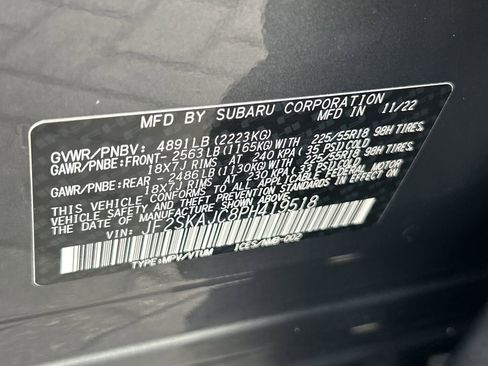 MFD BY SUBARU CORPORATION
MFD. IN 11/22
GVWR/PNBV: 4891LB(2223KG)
GAWR/PNBE:FRONT- 2563LB(1165KG) 225/55R18 98H TIRES,
18X7J RIMS AT 240 KPA( 35 PSI)COLD
GAWR/PNBE:REAR -2486LB(1130KG) 225/55R18 98H TIRES,
18X7J RIMS AT 230 KPA( 33 PSI)COLD
THIS VEHICLE CONFORMS TO ALL APPLICABLE FEDERAL MOTOR
VEHICLE SAFETY AND THEFT PREVENTION STANDARDS
IN EFFECT ON THE DATE OF MANUFACTURE SHOWN ABOVE.
VIN: JF2SKAJC8PH419518
TYPE:MPV/VTUM ICES/NMB-002